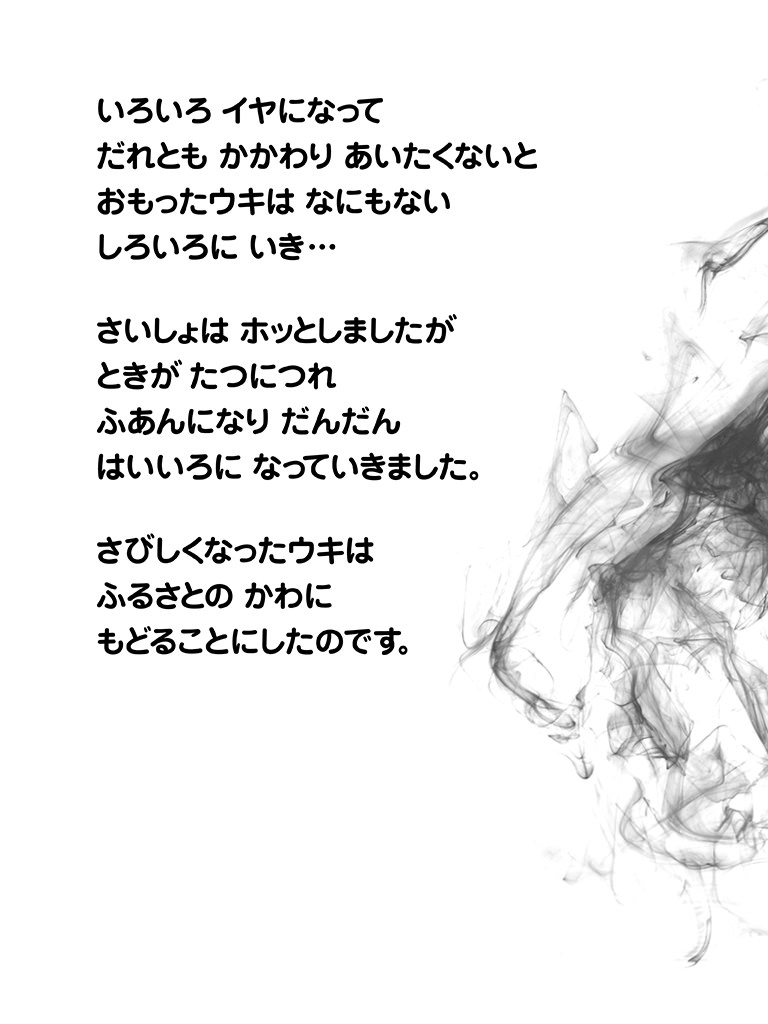 いろいろ イヤになって
だれとも かかわり あいたくないと
おもったウキは なにもない
しろいろに いき…
さいしょは ホッとしましたが
ときが たつにつれ
ふあんになり だんだん
はいいろに なっていきました。
さびしくなったウキは
ふるさとの かわに
もどることにしたのです。